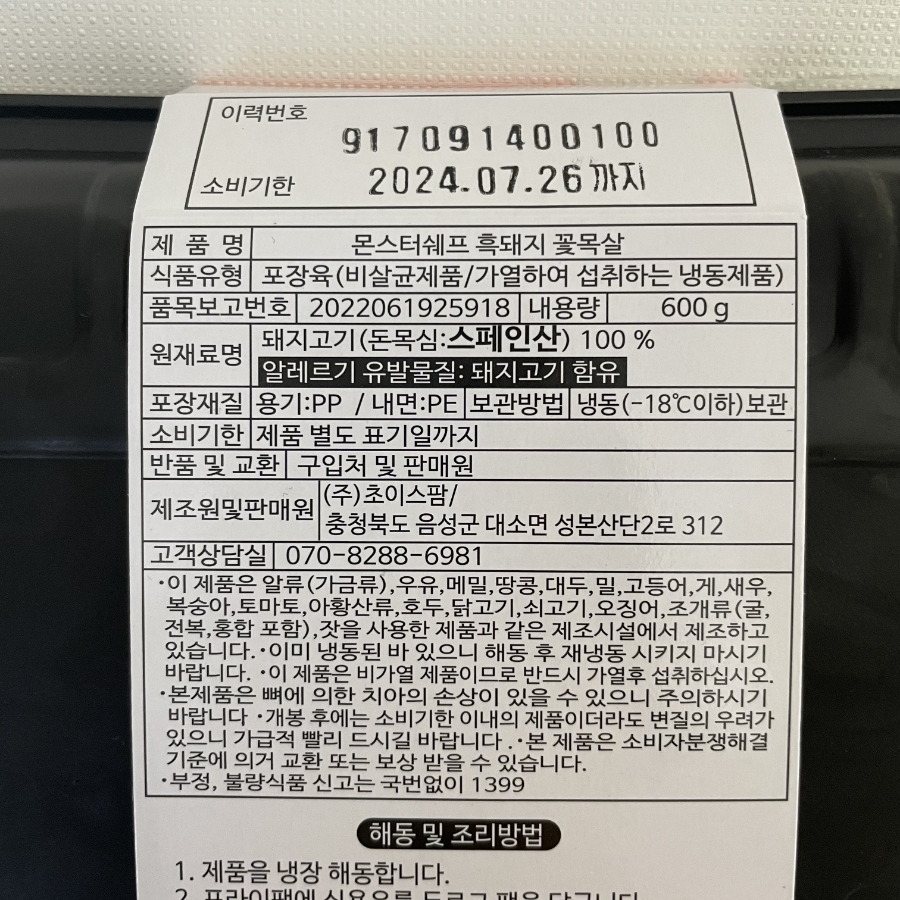 이력번호
917091400100
소비기한 2024.07.26까지
제 품 명 몬스터쉐프 흑돼지 꽃목살
식품유형 포장육(비살균제품/가열하여 섭취하는 냉동제품)
품목보고번호 2022061925918 내용량 600 g
원재료명 돼지고기(돈목심:스페인산) 100 %
알레르기 유발물질: 돼지고기 함유
포장재질 용기:PP / 내면:PE 보관방법 냉동(-18℃이하)보관
소비기한 제품 별도 표기일까지
반품 및 교환 구입처 및 판매원
제조원및판매원 (주)초이스팜/
충청북도 음성군 대소면 성본산단2로 312
고객상담실 070-8288-6981
·이 제품은 알류(가금류),우유,메밀,땅콩,대두,밀,고등어,게,새우,
복숭아,토마토,아황산류,호두,닭고기,쇠고기,오징어,조개류(굴,
전복,홍합 포함),잣을 사용한 제품과 같은 제조시설에서 제조하고
있습니다.·이미 냉동된 바 있으니 해동 후 재냉동 시키지 마시기
바랍니다. ·이 제품은 비가열 제품이므로 반드시 가열후 섭취하십시오.
·본제품은 뼈에 의한 치아의 손상이 있을 수 있으니 주의하시기
바랍니다 ·개봉 후에는 소비기한 이내의 제품이더라도 변질의 우려가
있으니 가급적 빨리 드시길 바랍니다.·본 제품은 소비자분쟁해결
기준에 의거 교환 또는 보상 받을 수 있습니다.
·부정, 불량식품 신고는 국번없이 1399
해동 및 조리방법
1. 제품을 냉장 해동합니다.